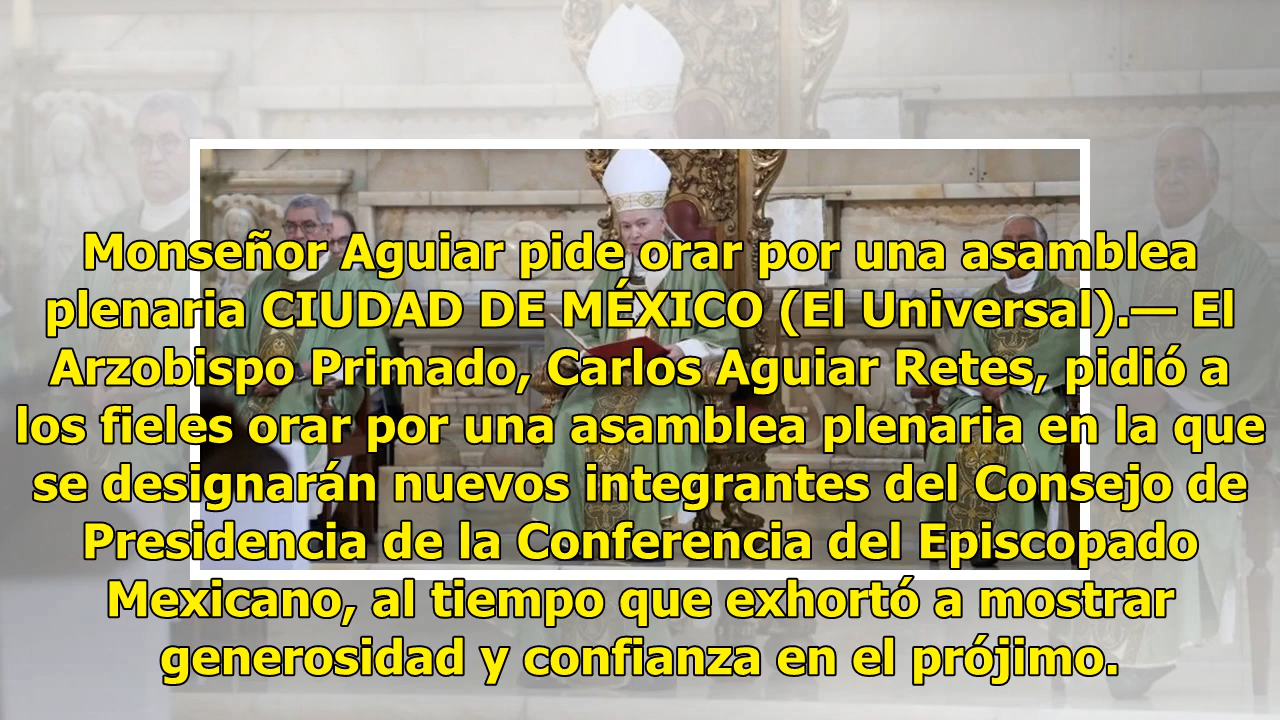 Monseñor Aguiar pide orar por una asamblea
plenaria CIUDAD DE MÉXICO (El Universal).— El
Arzobispo Primado, Carlos Aguiar Retes, pidió a
los fieles orar por una asamblea plenaria en la que
se designarán nuevos integrantes del Consejo de
Presidencia de la Conferencia del Episcopado
Mexicano, al tiempo que exhortó a mostrar
generosidad y confianza en el prójimo.